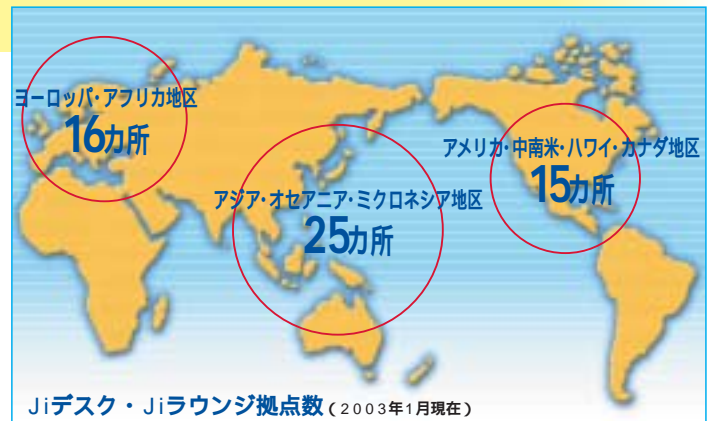 ヨーロッパ・アフリカ地区
16カ所
アジア・オセアニア・ミクロネシア地区
25カ所
アメリカ・中南米・ハワイ・カナダ地区
15カ所
Jiデスク・Jiラウンジ拠点数(2003年1月現在)